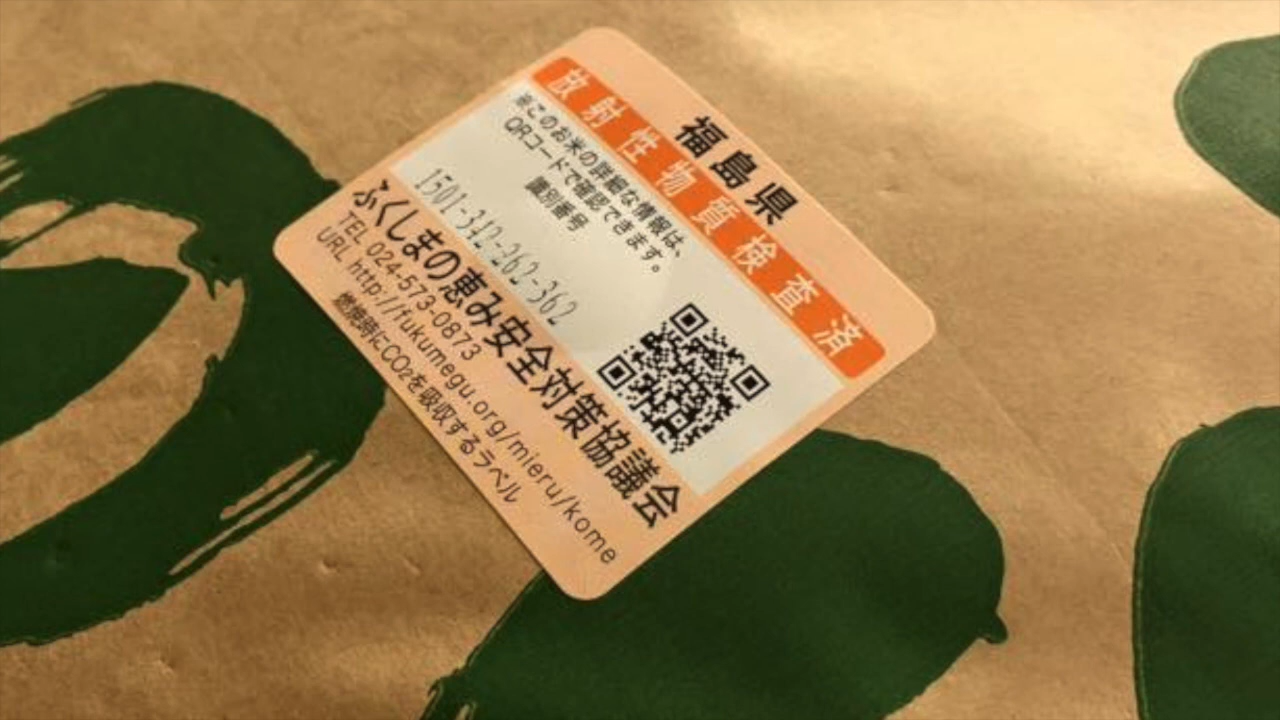 福島県
放射性物質検査済
※このお米の詳細な情報は、
QRコードで確認できます。
識別番号
1501-342-262-362
ふくしまの恵み安全対策協議会
TEL 024-573-0873
URL http://fukumegu.org/mieru/kome
燃焼時にCO2を吸収するラベル